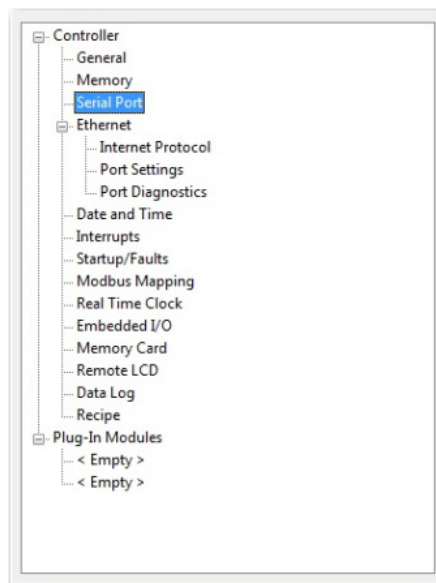 Controller
General
Memory
Serial Port
Ethernet
Internet Protocol
Port Settings
Port Diagnostics
Date and Time
Interrupts
Startup/Faults
Modbus Mapping
Real Time Clock
Embedded I/O
Memory Card
Remote LCD
Data Log
Recipe
Plug-In Modules
< Empty >
< Empty >